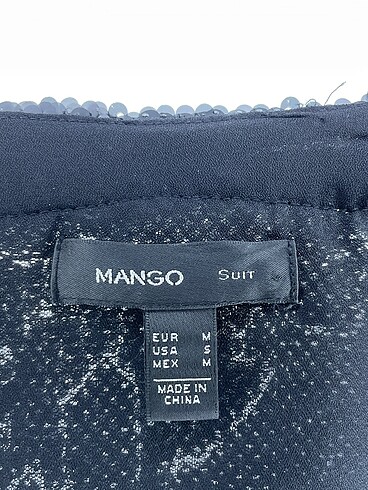 MANGO Suit
EUR M
USA S
MEX M
MADE IN
CHINA